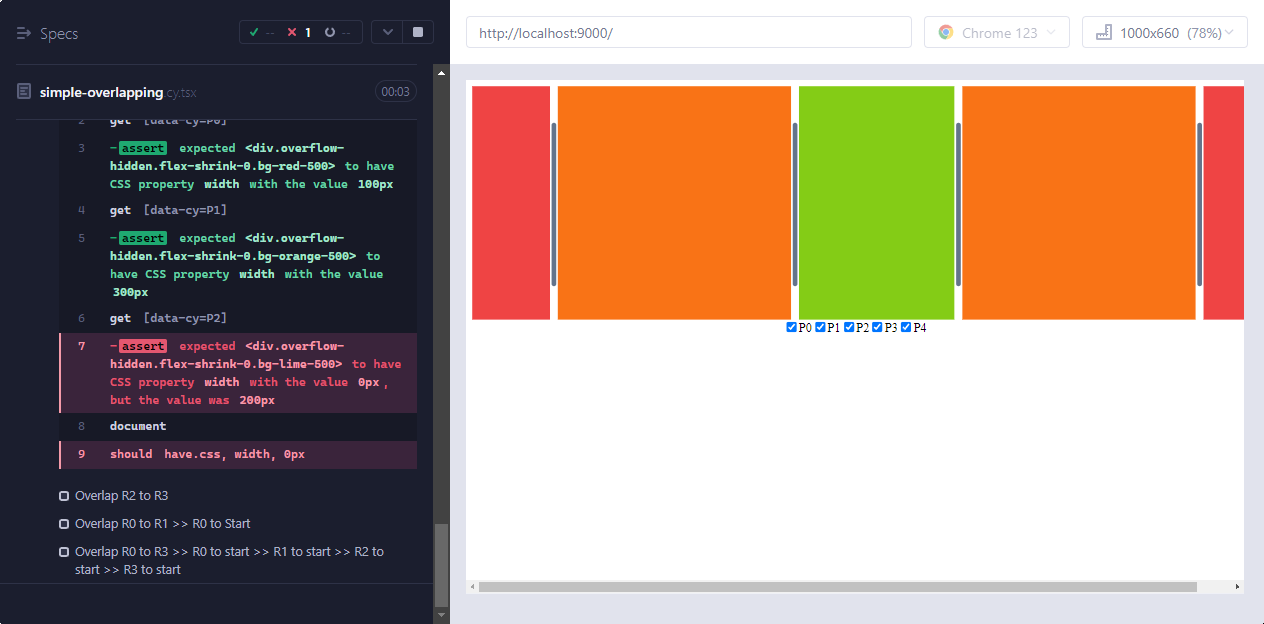 Specs
-- 1 --
simple-overlapping.cy.tsx 00:03
2 get [data-cy=P0]
3 -assert expected <div.overflow-
hidden.flex-shrink-0.bg-red-500> to have
CSS property width with the value 100px
4 get [data-cy=P1]
5 -assert expected <div.overflow-
hidden.flex-shrink-0.bg-orange-500> to
have CSS property width with the value
300px
6 get [data-cy=P2]
7 -assert expected <div.overflow-
hidden.flex-shrink-0.bg-lime-500> to have
CSS property width with the value 0px,
but the value was 200px
8 document
9 should have.css, width, 0px
Overlap R2 to R3
Overlap R0 to R1 >> R0 to Start
Overlap R0 to R3 >> R0 to start >> R1 to start >> R2 to
start >> R3 to start
http://localhost:9000/
Chrome 123
1000x660 (78%)
P0 P1 P2 P3 P4